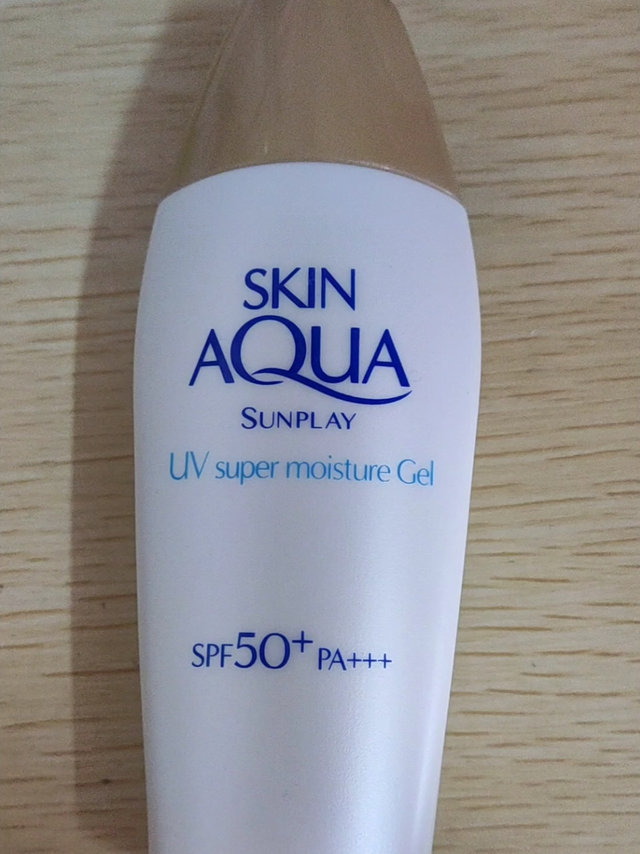 SKIN
AQUA
SUNPLAY
UV super moisture Gel
SPF50+ PA+++